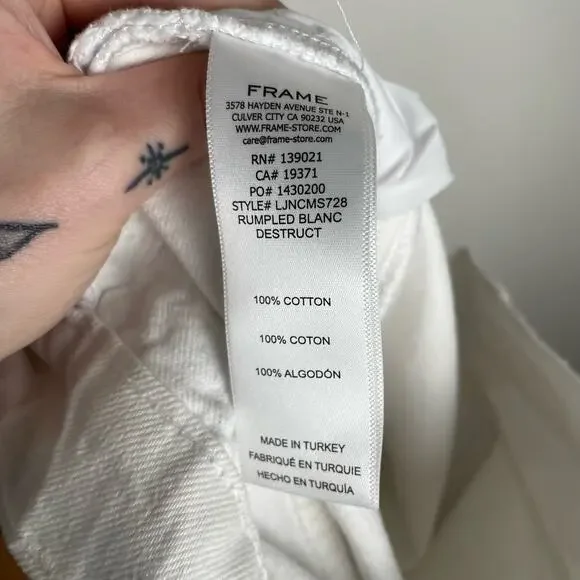 FRAME
3578 HAYDEN AVENUE STE N-1
CULVER CITY CA 90232 USA
WWW.FRAME-STORE.COM
care@frame-store.com
RN# 139021
CA# 19371
PO# 1430200
STYLE# LJNCMS728
RUMPLED BLANC
DESTRUCT
100% COTTON
100% COTON
100% ALGODÓN
MADE IN TURKEY
FABRIQUÉ EN TURQUIE
HECHO EN TURQUÍA